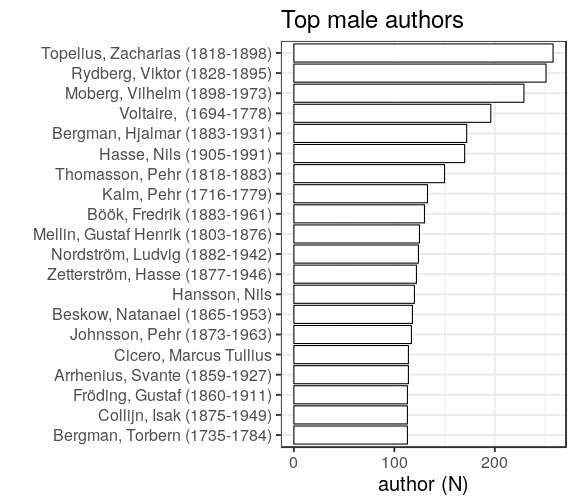 Top male authors
Topelius, Zacharias (1818-1898)
Rydberg, Viktor (1828-1895)
Moberg, Vilhelm (1898-1973)
Voltaire,  (1694-1778)
Bergman, Hjalmar (1883-1931)
Hasse, Nils (1905-1991)
Thomasson, Pehr (1818-1883)
Kalm, Pehr (1716-1779)
Böök, Fredrik (1883-1961)
Mellin, Gustaf Henrik (1803-1876)
Nordström, Ludvig (1882-1942)
Zetterström, Hasse (1877-1946)
Hansson, Nils
Beskow, Natanael (1865-1953)
Johnsson, Pehr (1873-1963)
Cicero, Marcus Tullius
Arrhenius, Svante (1859-1927)
Fröding, Gustaf (1860-1911)
Collijn, Isak (1875-1949)
Bergman, Torbern (1735-1784)
0 100 200
author (N)